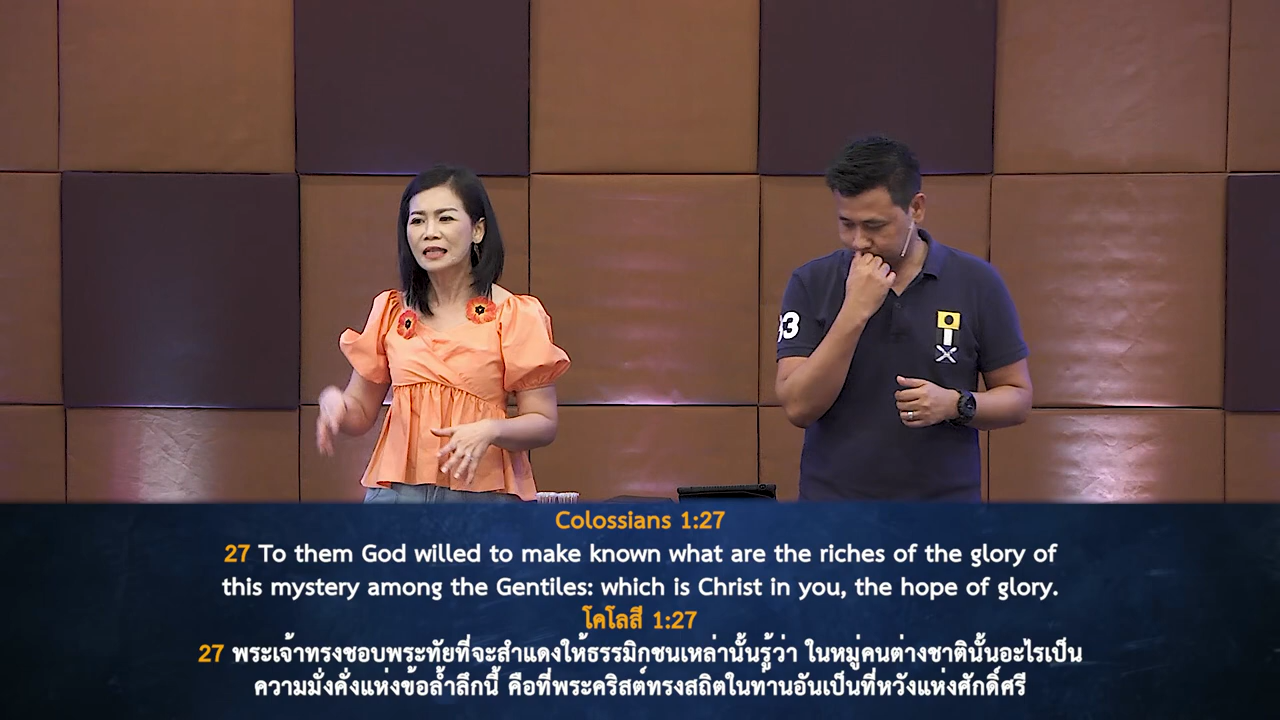 33
Colossians 1:27
27 To them God willed to make known what are the riches of the glory of
this mystery among the Gentiles: which is Christ in you, the hope of glory.
โคโลสี 1:27
27 พระเจ้าทรงชอบพระทัยที่จะสำแดงให้ธรรมิกชนเหล่านั้นรู้ว่า ในหมู่คนต่างชาตินั้นอะไรเป็น
ความมั่งคั่งแห่งข้อล้ำลึกนี้ คือที่พระคริสต์ทรงสถิตในท่านอันเป็นที่หวังแห่งศักดิ์ศรี